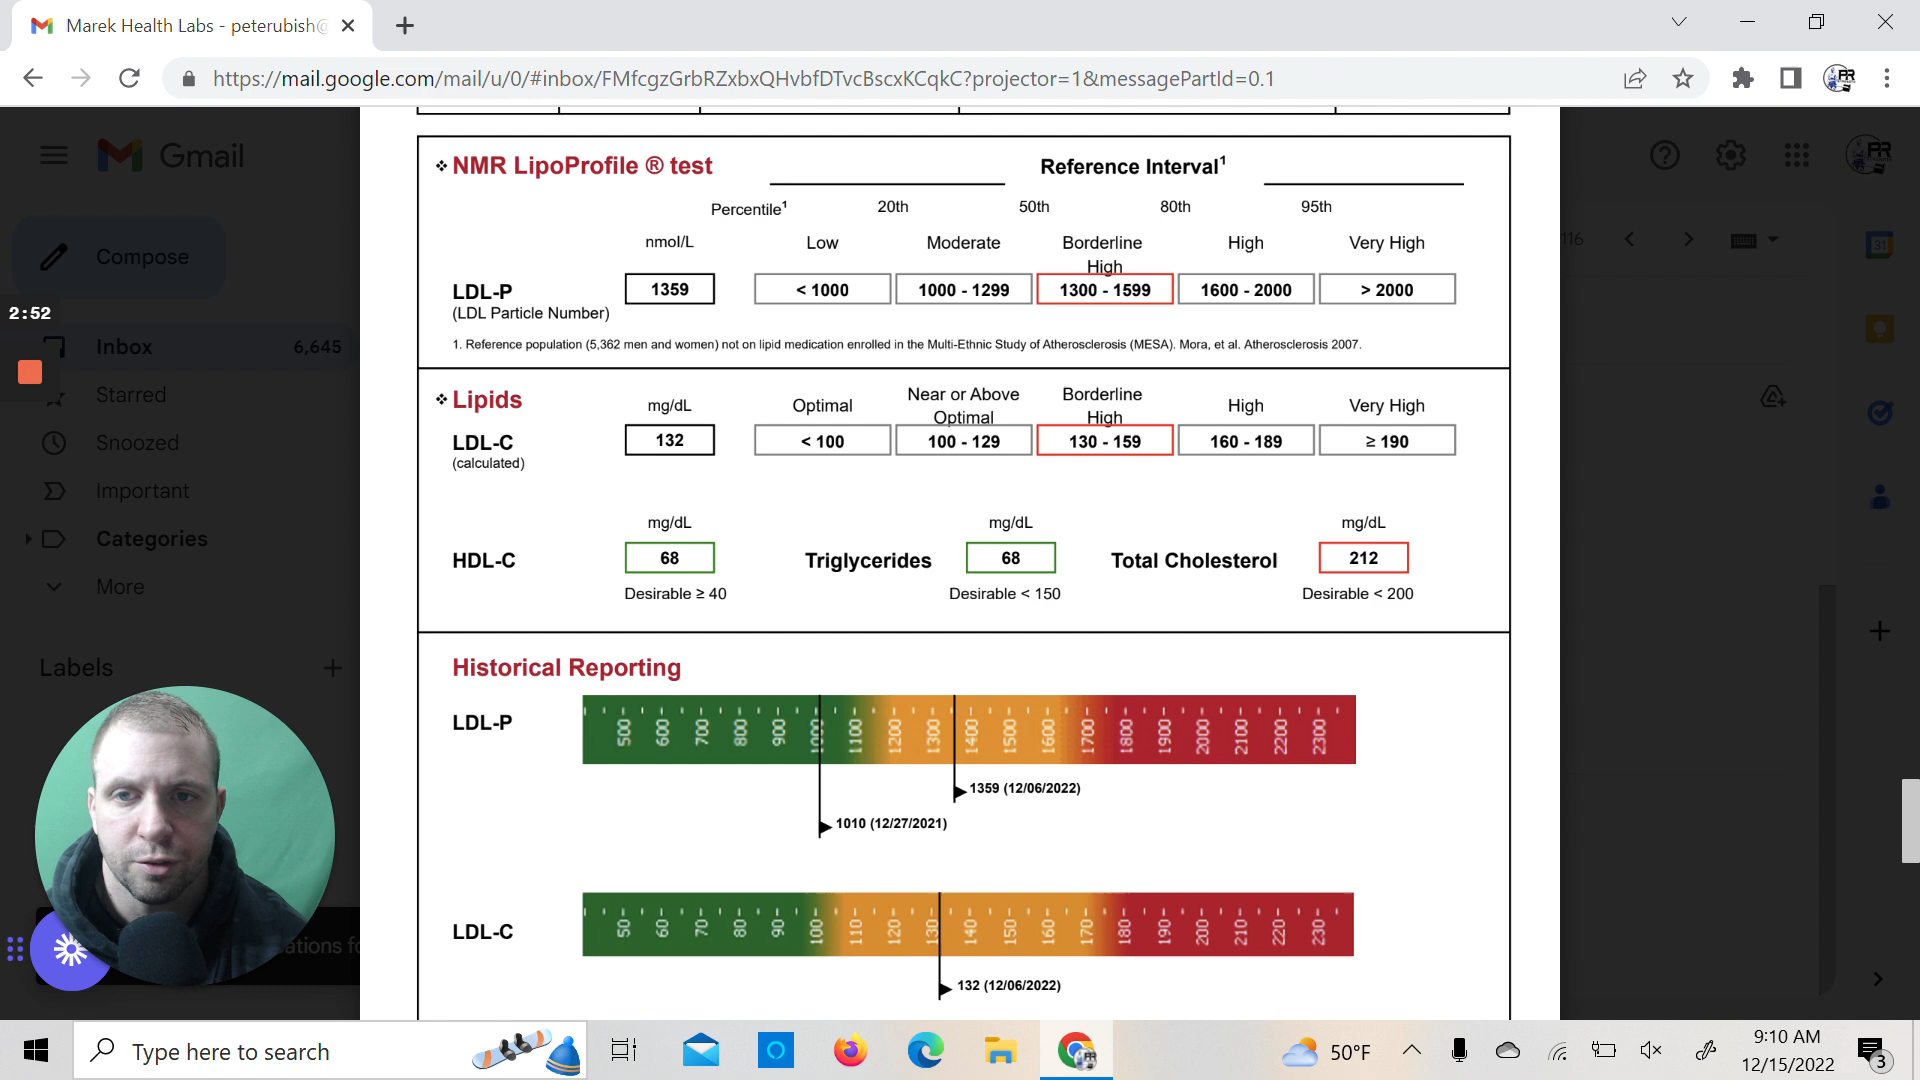 Marek Health Labs - peterubish@
https://mail.google.com/mail/u/0/#inbox/FMfcgzGrbRZxbxQHvbfDTvcBscxKCqkC?projector=1&messagePartId=0.1
Gmail
Compose
2:52
Inbox 6,645
Starred
Snoozed
Important
Categories
More
Labels
116
31
❖ NMR LipoProfile ® test Reference Interval¹
Percentile¹ 20th 50th 80th 95th
nmol/L Low Moderate Borderline High High Very High
LDL-P 1359 < 1000 1000 - 1299 1300 - 1599 1600 - 2000 > 2000
(LDL Particle Number)
1. Reference population (5,362 men and women) not on lipid medication enrolled in the Multi-Ethnic Study of Atherosclerosis (MESA). Mora, et al. Atherosclerosis 2007.
❖ Lipids mg/dL Optimal Near or Above Optimal Borderline High High Very High
LDL-C 132 < 100 100 - 129 130 - 159 160 - 189 ≥ 190
(calculated)
mg/dL mg/dL mg/dL
HDL-C 68 Triglycerides 68 Total Cholesterol 212
Desirable ≥ 40 Desirable < 150 Desirable < 200
Historical Reporting
LDL-P 500 600 700 800 900 1000 1100 1200 1300 1400 1500 1600 1700 1800 1900 2000 2100 2200 2300
1359 (12/06/2022)
1010 (12/27/2021)
LDL-C 50 60 70 80 90 100 110 120 130 140 150 160 170 180 190 200 210 220 230
132 (12/06/2022)
ations fo
Type here to search
50°F
9:10 AM
12/15/2022
3